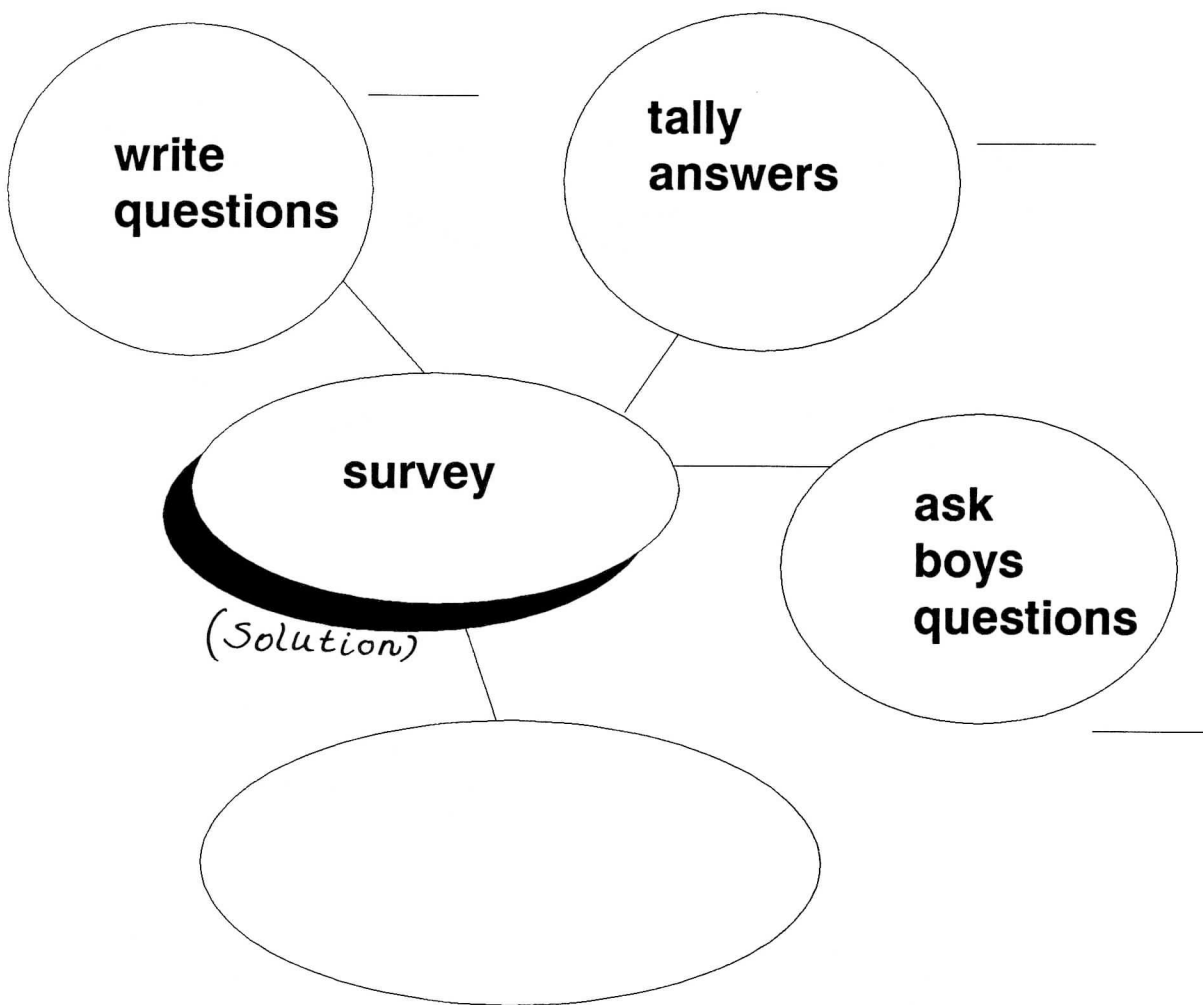 write
questions
tally
answers
survey
ask
boys
questions
(Solution)